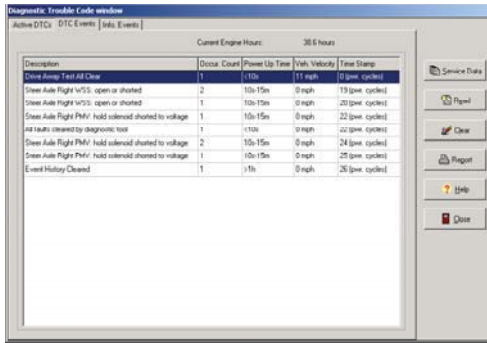 Diagnostic Trouble Code window
Active DTCs DTC Events Info. Events
Current Engine Hours: 38.6 hours
Description Occur. Count Power Up Time Veh. Velocity Time Stamp
Drive Away Test All Clear 1 <10s 11 mph 0 (pwr. cycles)
Steer Axle Right WSS: open or shorted 2 10s-15m 0 mph 19 (pwr. cycles)
Steer Axle Right WSS: open or shorted 1 10s-15m 0 mph 20 (pwr. cycles)
Steer Axle Right PMV: hold solenoid shorted to voltage 1 10s-15m 0 mph 22 (pwr. cycles)
All faults cleared by diagnostic tool 1 <10s 0 mph 22 (pwr. cycles)
Steer Axle Right PMV: hold solenoid shorted to voltage 2 10s-15m 0 mph 24 (pwr. cycles)
Steer Axle Right PMV: hold solenoid shorted to voltage 1 10s-15m 0 mph 25 (pwr. cycles)
Event History Cleared 1 >1h 0 mph 26 (pwr. cycles)
Service Data
Clear
Report
Help
Close